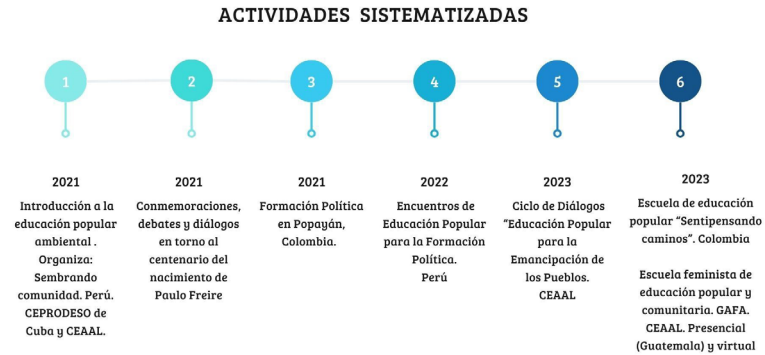 ACTIVIDADES SISTEMATIZADAS
1
2
3
4
5
6
2021
Introducción a la
educación popular
ambiental .
Organiza:
Sembrando
comunidad. Perú.
CEPRODESO de
Cuba y CEAAL.
2021
Conmemoraciones,
debates y diálogos
en torno al
centenario del
nacimiento de
Paulo Freire
2021
Formación Política
en Popayán,
Colombia.
2022
Encuentros de
Educación Popular
para la Formación
Política.
Perú
2023
Ciclo de Diálogos
"Educación Popular
para la
Emancipación de
los Pueblos.
CEAAL
2023
Escuela de educación
popular "Sentipensando
caminos". Colombia
Escuela feminista de
educación popular y
comunitaria. GAFA.
CEAAL. Presencial
(Guatemala) y virtual